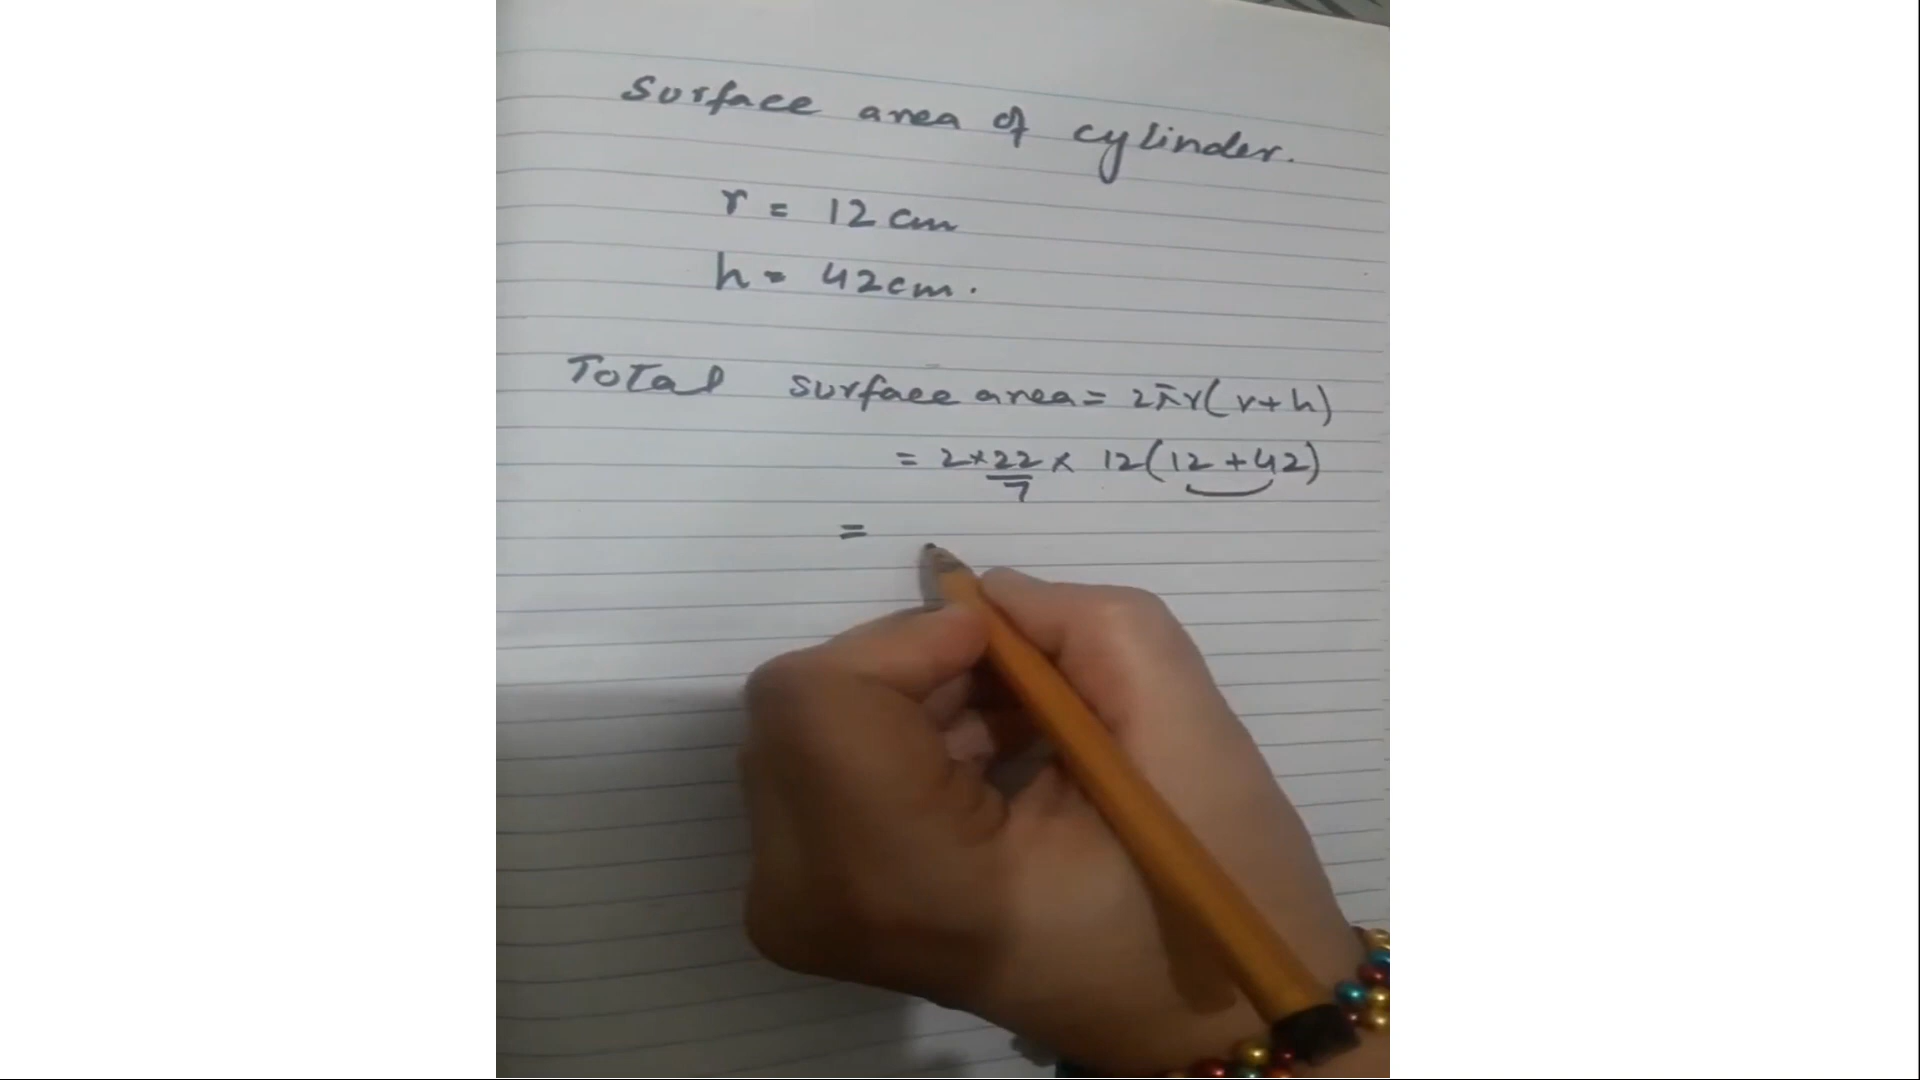 Surface area of cylinder.
r = 12 cm
h = 42cm.
Total surface area = 2πr(r+h)
= 2×22/7 × 12(12+42)
=